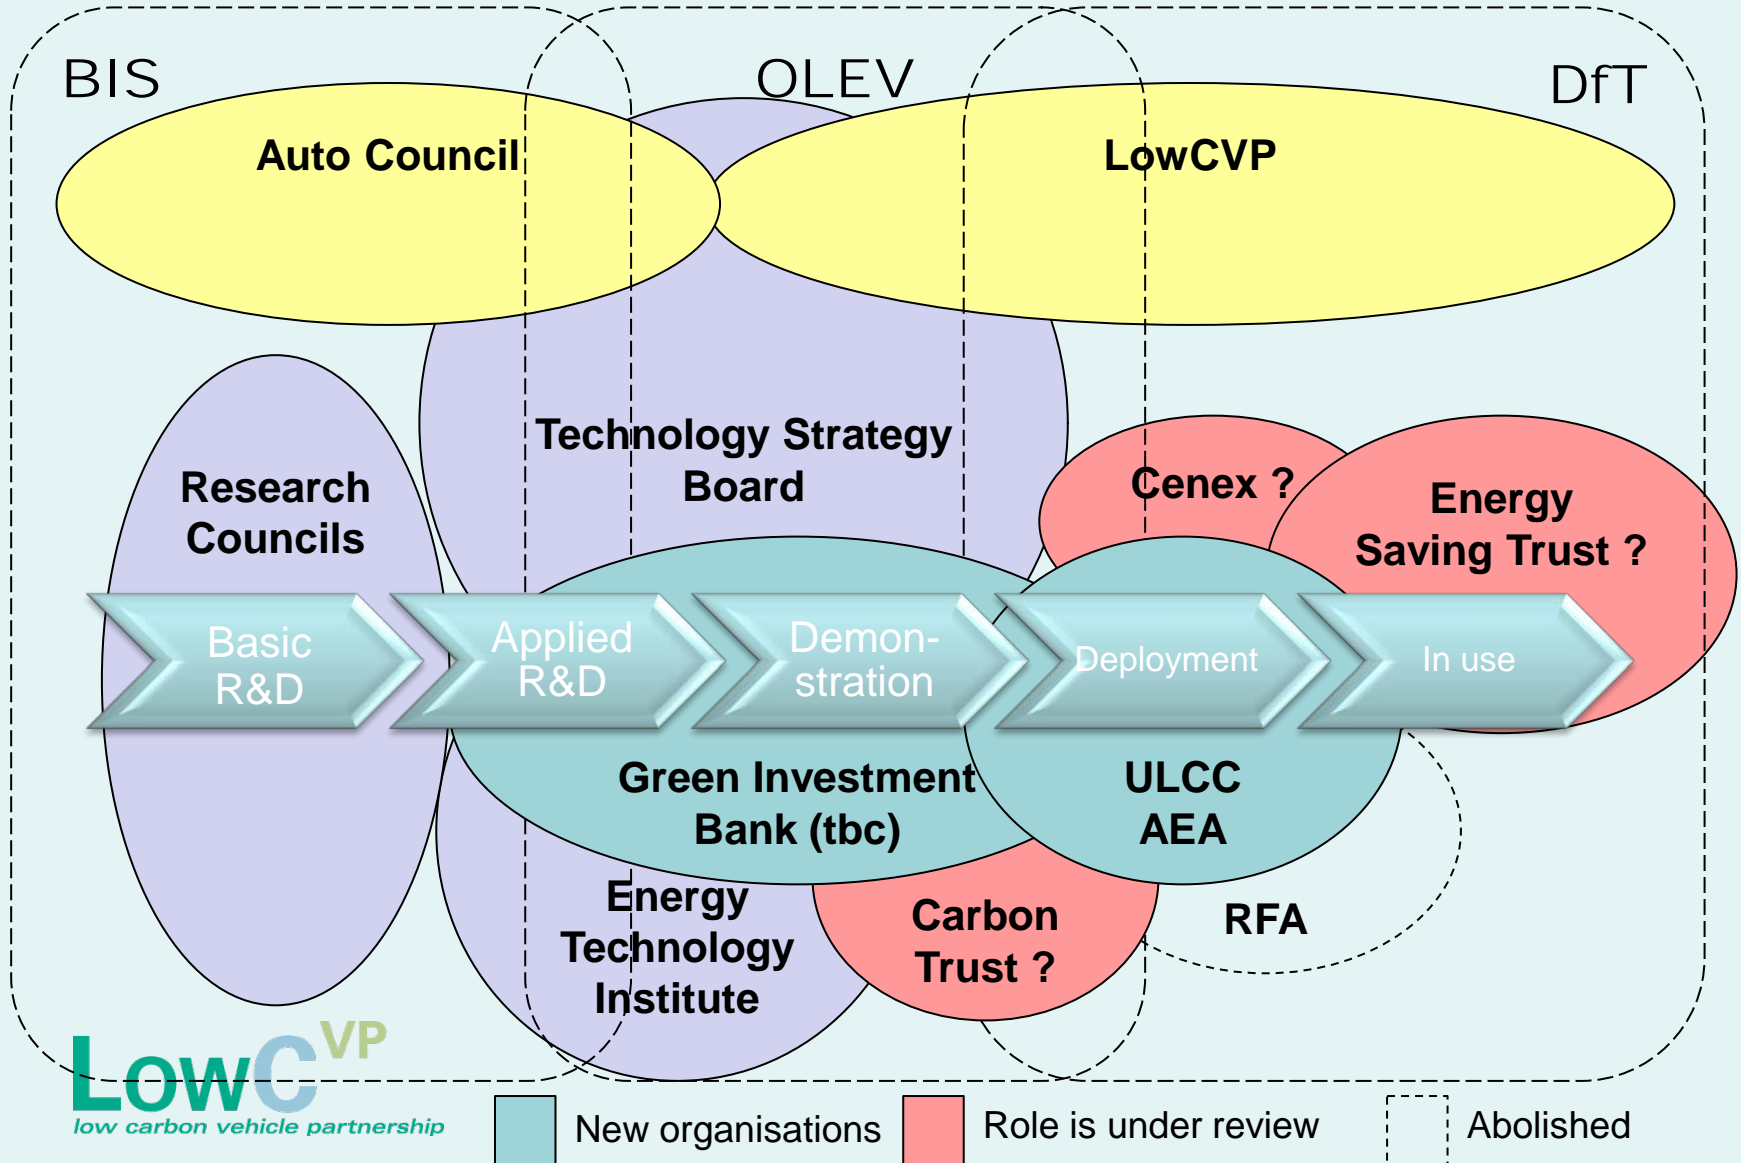 BIS
OLEV
DfT
Auto Council
LowCVP
Technology Strategy
Board
Research
Councils
Cenex ?
Energy
Saving Trust ?
Basic
R&D
Applied
R&D
Demon-
stration
Deployment
In use
Green Investment
Bank (tbc)
ULCC
AEA
Energy
Technology
Institute
Carbon
Trust ?
RFA
LowCVP
low carbon vehicle partnership
New organisations
Role is under review
Abolished